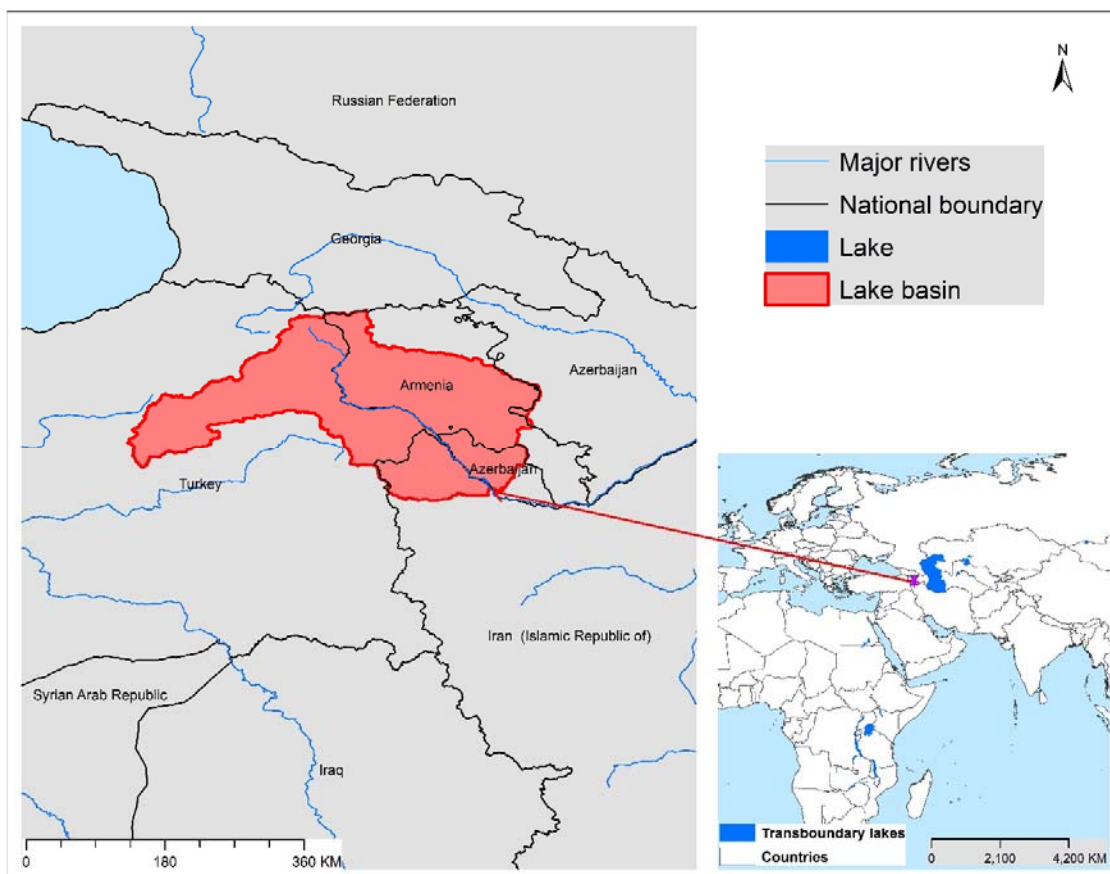 N
Russian Federation
Georgia
Armenia
Azerbaijan
Azerbaijan
Turkey
Iran (Islamic Republic of)
Syrian Arab Republic
Iraq
0 180 360 KM
Major rivers
National boundary
Lake
Lake basin
Transboundary lakes
Countries
0 2,100 4,200 KM